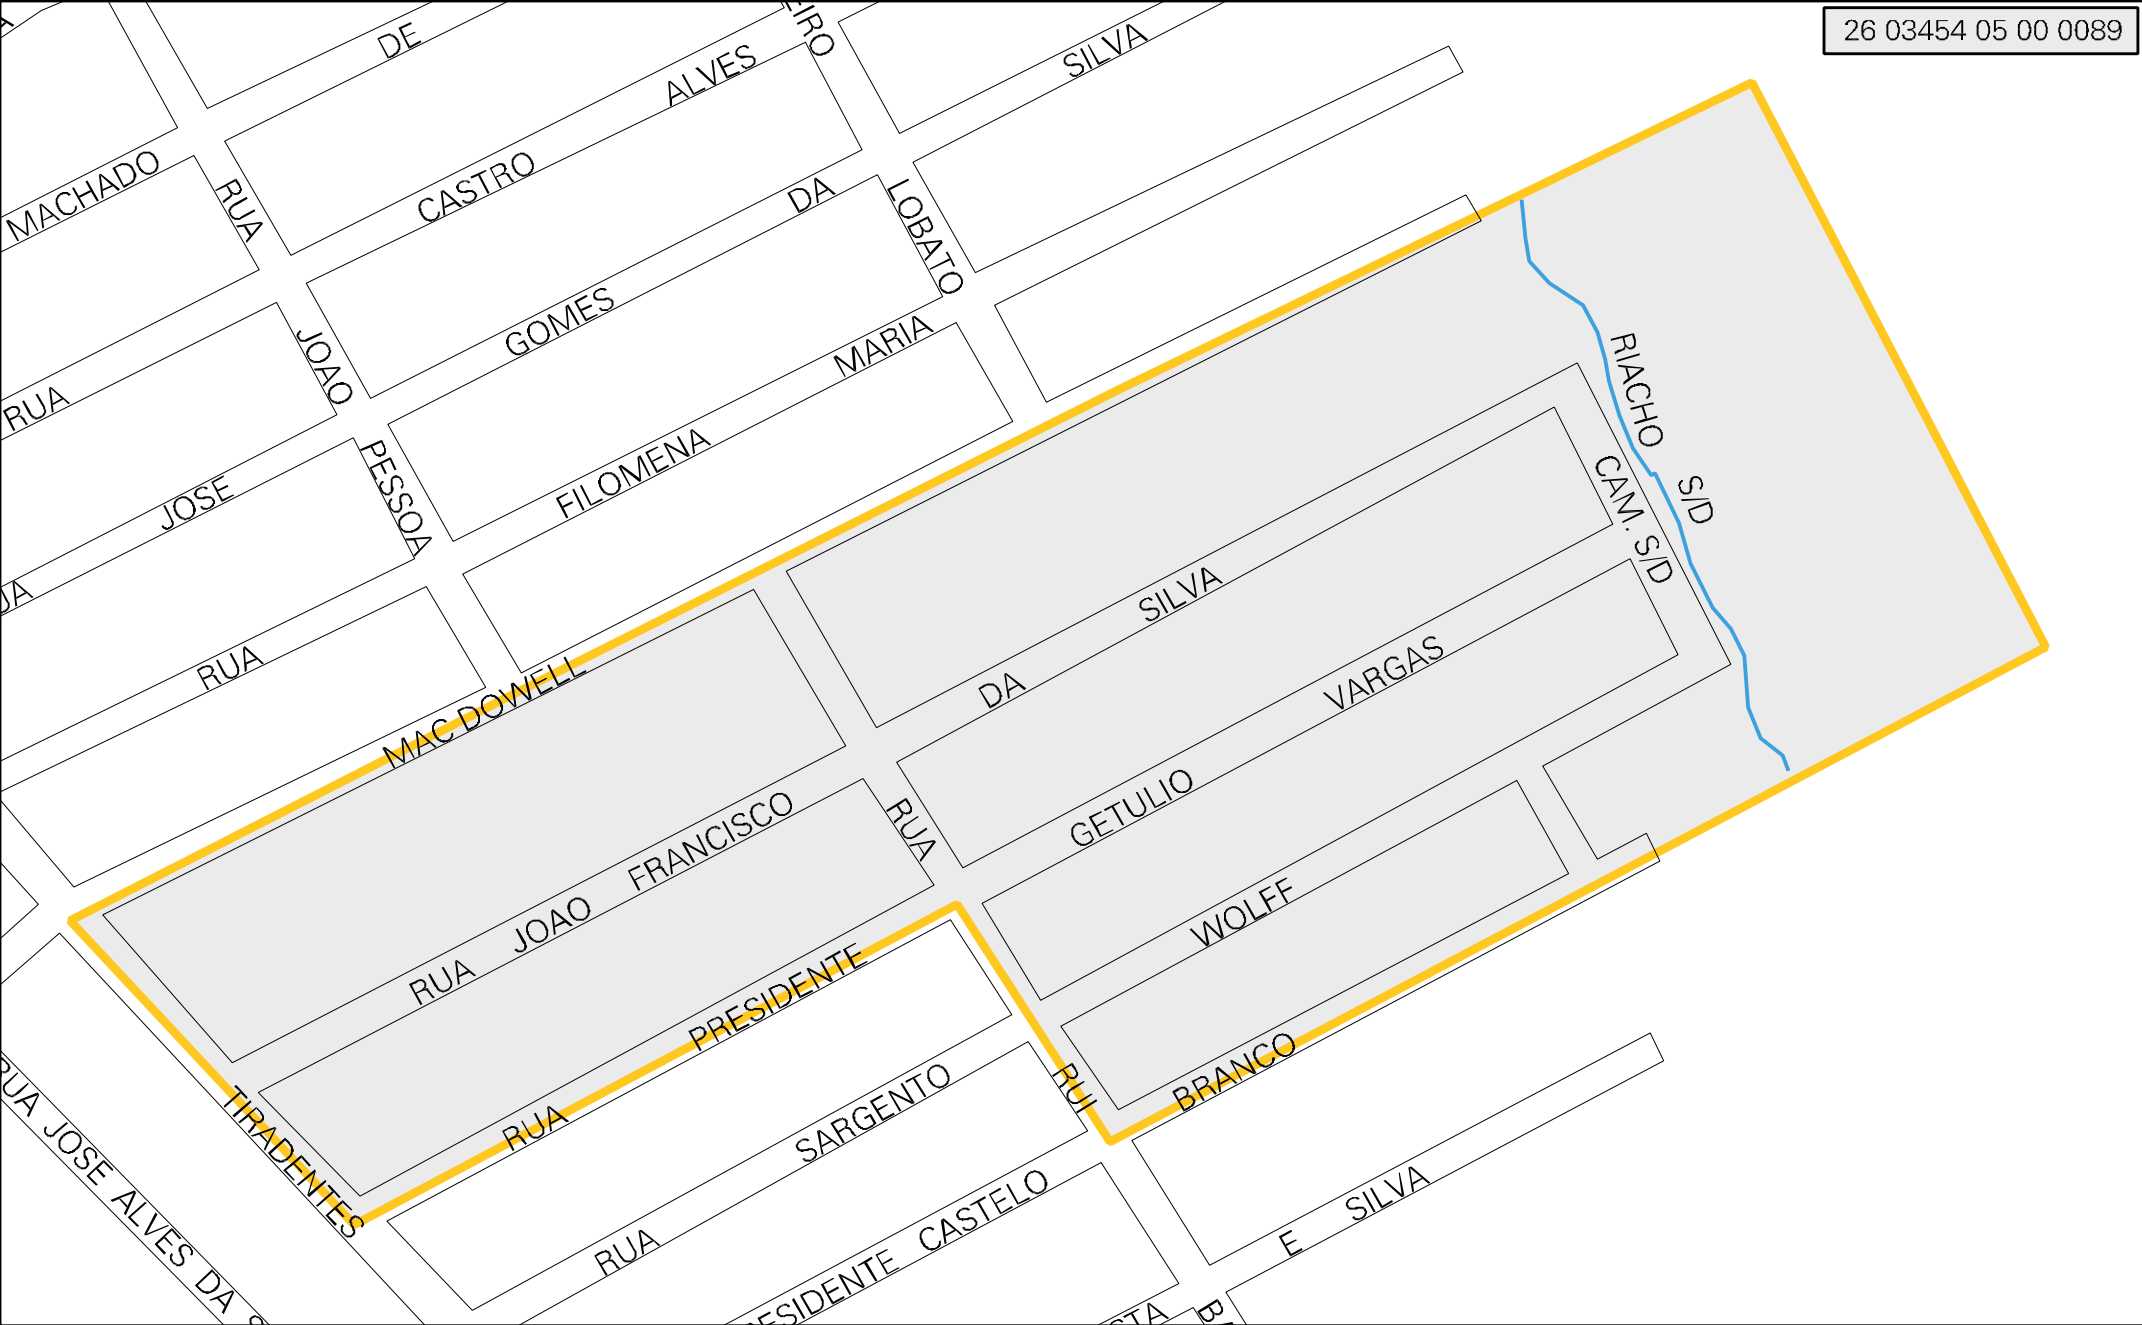 26 03454 05 00 0089
DE
ALVES
SILVA
MACHADO
RUA
CASTRO
DA
LOBATO
RUA
JOAO
GOMES
MARIA
JOSE
PESSOA
FILOMENA
RUA
MAC DOWELL
RIACHO S/D
CAM. S/D
DA SILVA
GETULIO VARGAS
RUA JOAO FRANCISCO
RUA
WOLFF
RUA PRESIDENTE
TIRADENTES
RUI
BRANCO
RUA SARGENTO
CASTELO
E SILVA
RUA JOSE ALVES DA